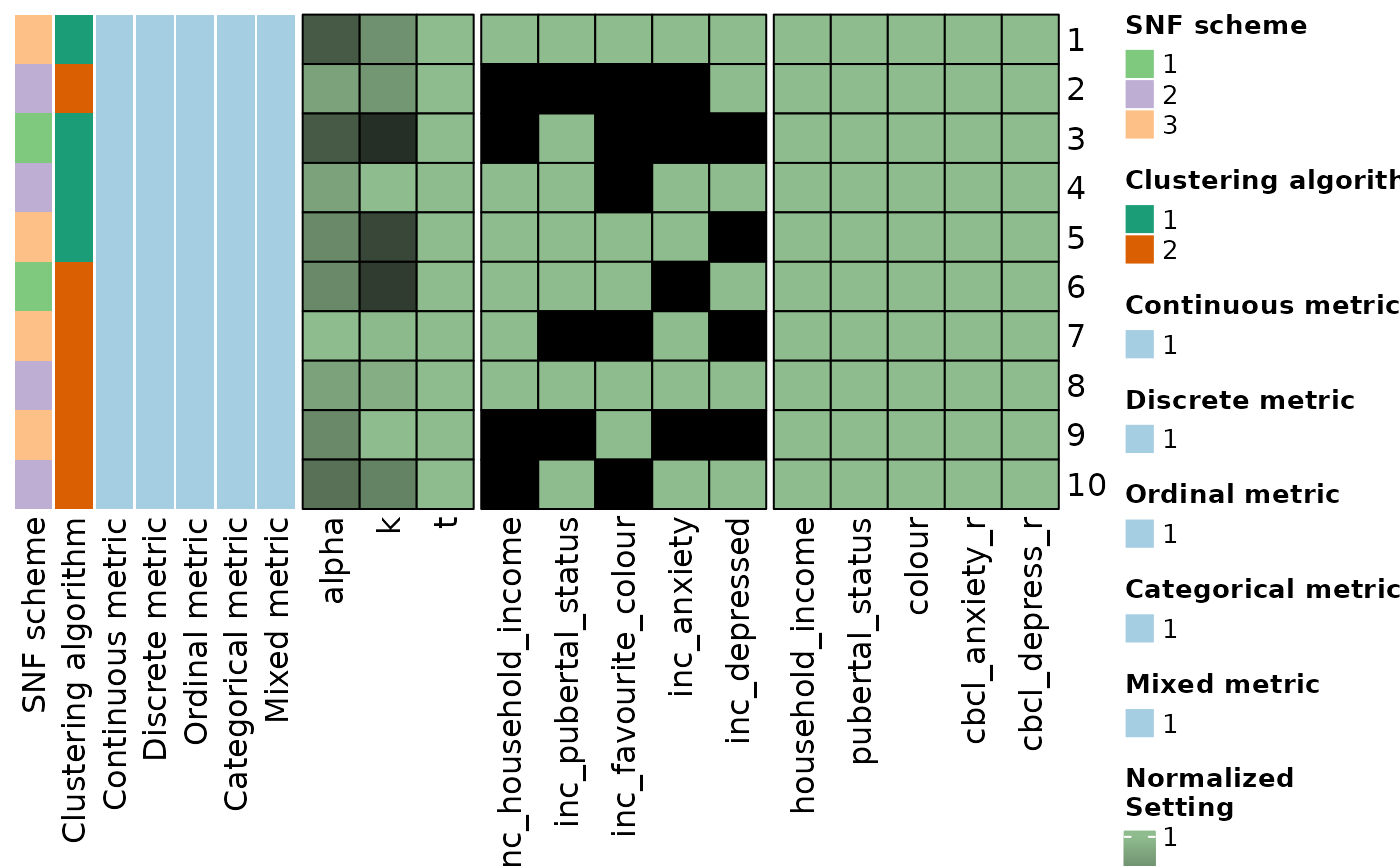 1
2
3
4
5
6
7
8
9
10
SNF scheme
Clustering algorithm
Continuous metric
Discrete metric
Ordinal metric
Categorical metric
Mixed metric
alpha
k
t
nc_household_income
inc_pubertal_status
inc_favourite_colour
inc_anxiety
inc_depressed
household_income
pubertal_status
colour
cbcl_anxiety_r
cbcl_depress_r
SNF scheme
1
2
3
Clustering algorith
1
2
Continuous metric
1
Discrete metric
1
Ordinal metric
1
Categorical metric
1
Mixed metric
1
Normalized
Setting
1